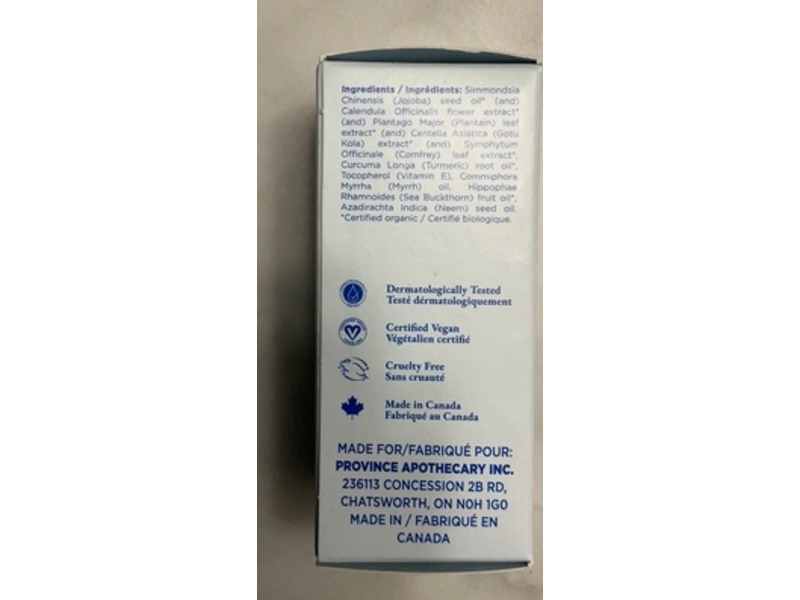 Ingredients / Ingrédients: Simmondsia
Chinensis (Jojoba) seed oil* (and)
Calendula Officinalis flower extract*
(and) Plantago Major (Plantain) leaf
extract* (and) Centella Asiatica (Gotu
Kola) extract* (and) Symphytum
Officinale (Comfrey) leaf extract*,
Curcuma Longa (Turmeric) root oil*,
Tocopherol (Vitamin E), Commiphora
Myrrha (Myrrh) oil, Hippophae
Rhamnoides (Sea Buckthorn) fruit oil*,
Azadirachta Indica (Neem) seed oil.
*Certified organic / Certifié biologique.
Dermatologically Tested
Testé dérmatologiquement
Certified Vegan
Végétalien certifié
Cruelty Free
Sans cruauté
Made in Canada
Fabriqué au Canada
MADE FOR/FABRIQUÉ POUR:
PROVINCE APOTHECARY INC.
236113 CONCESSION 2B RD,
CHATSWORTH, ON N0H 1G0
MADE IN / FABRIQUÉ EN
CANADA